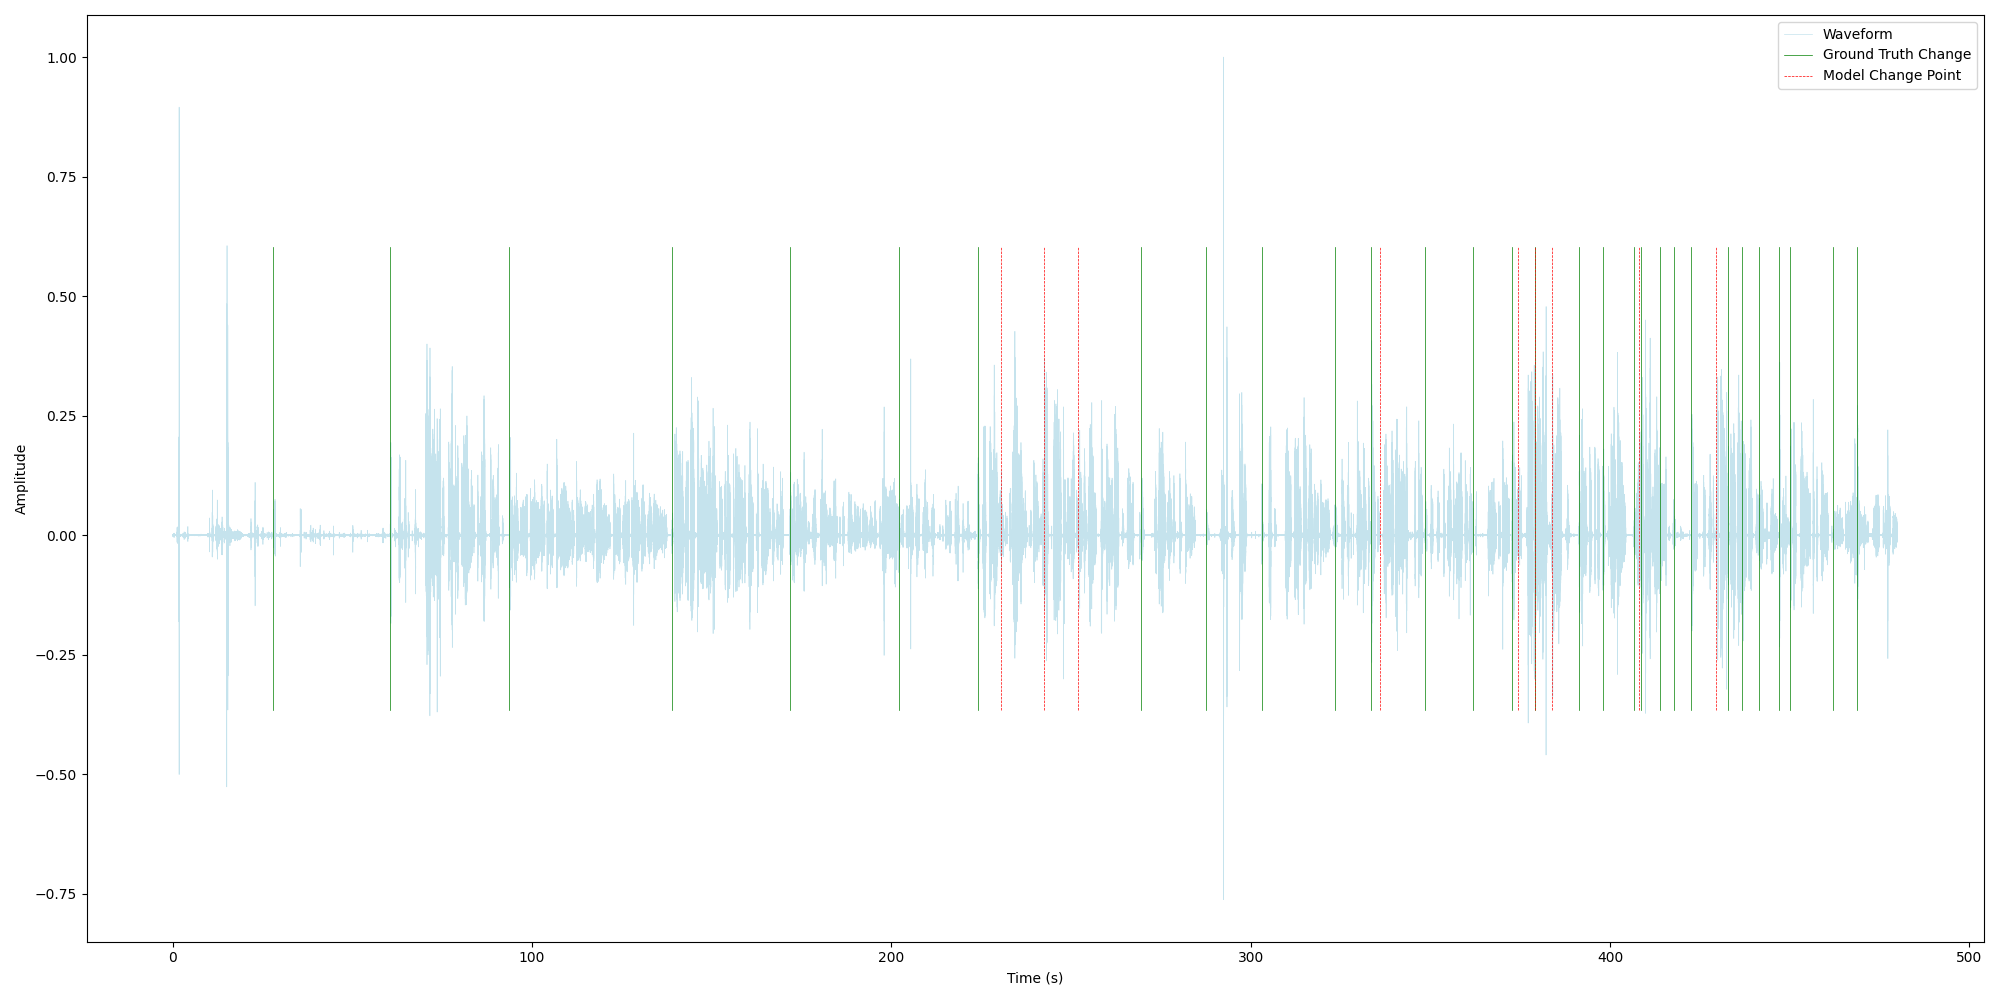 Waveform
Ground Truth Change
Model Change Point
1.00
0.75
0.50
0.25
0.00
−0.25
−0.50
−0.75
Amplitude
0
100
200
300
400
500
Time (s)